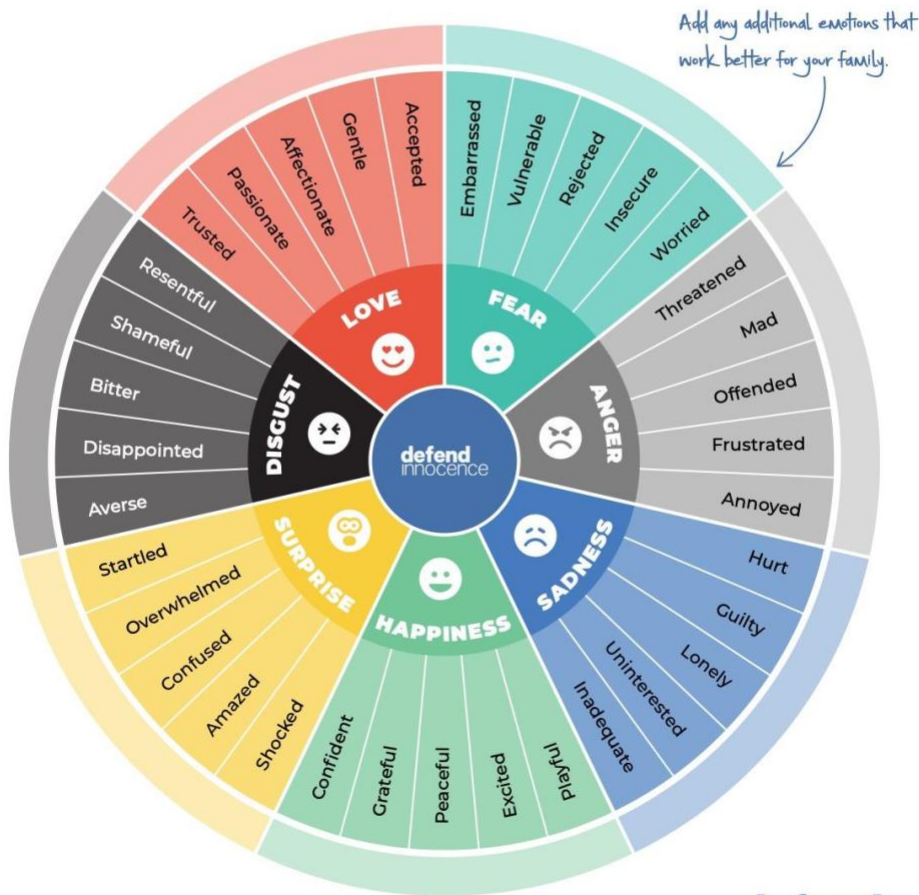 Add any additional emotions that
work better for your family.
LOVE
Trusted
Passionate
Affectionate
Gentle
Accepted
FEAR
Embarrassed
Vulnerable
Rejected
Insecure
Worried
ANGER
Threatened
Mad
Offended
Frustrated
Annoyed
SADNESS
Hurt
Guilty
Lonely
Uninterested
Inadequate
HAPPINESS
Playful
Excited
Peaceful
Grateful
Confident
SURPRISE
Shocked
Amazed
Confused
Overwhelmed
Startled
DISGUST
Averse
Disappointed
Bitter
Shameful
Resentful
defend
innocence